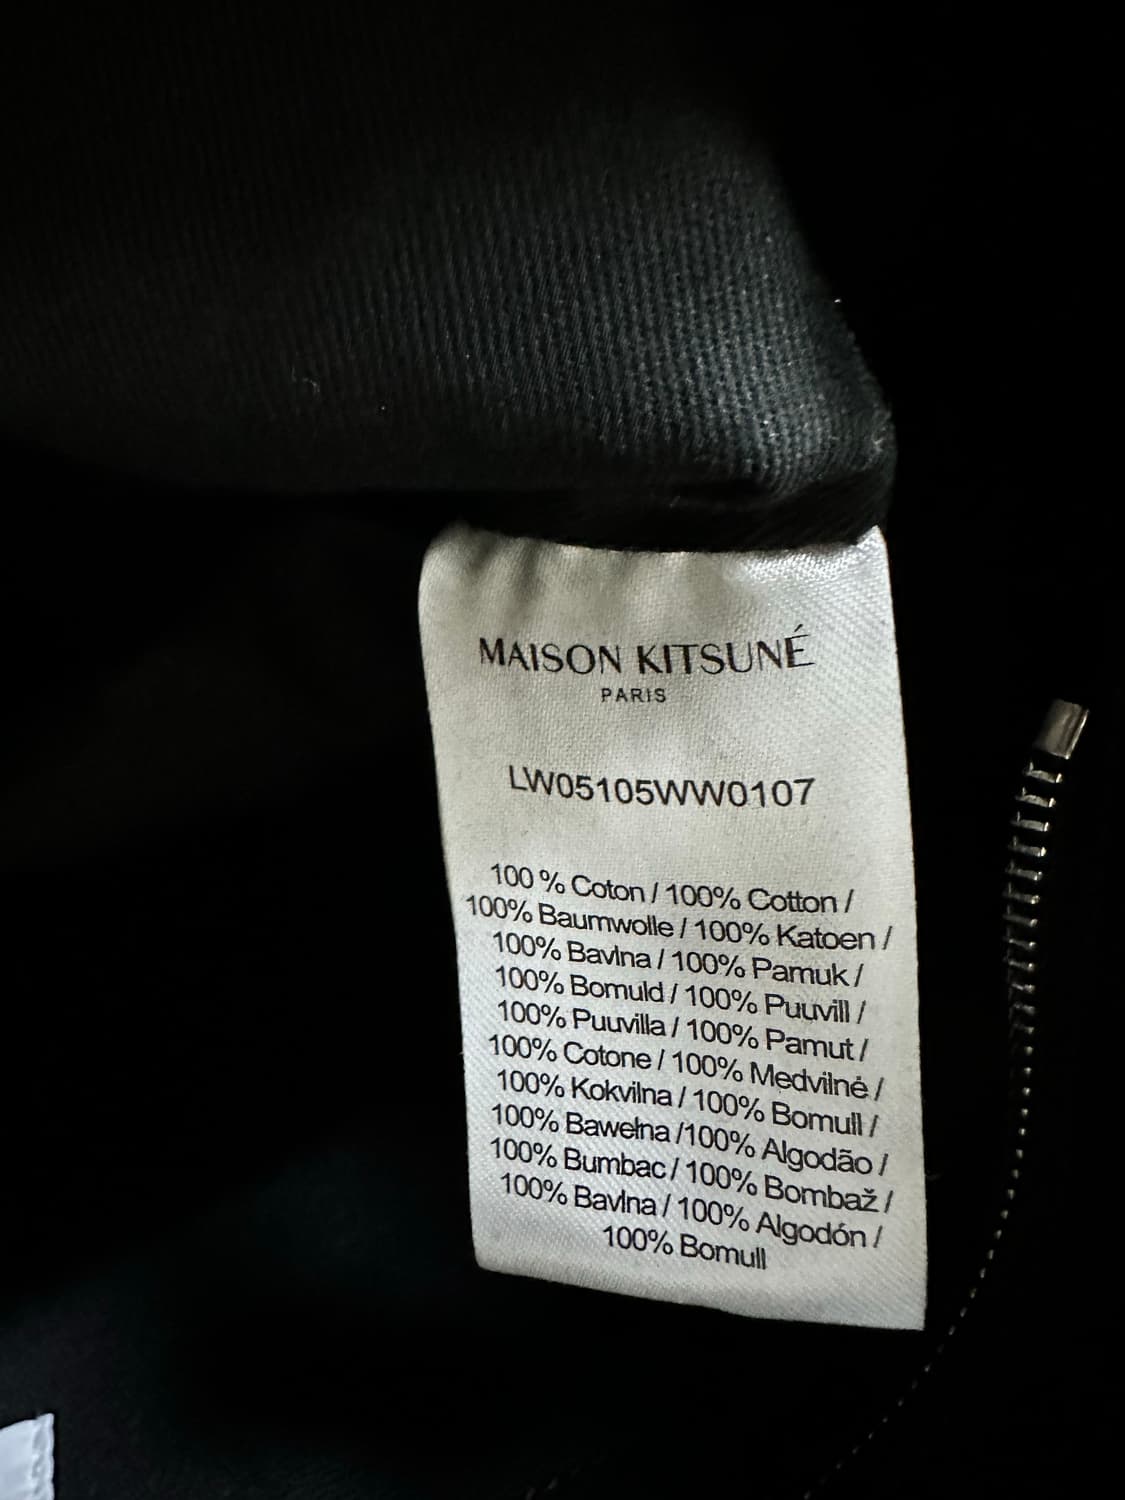 MAISON KITSUNÉ
PARIS
LW05105WW0107
100 % Coton / 100% Cotton /
100% Baumwolle / 100% Katoen /
100% Bavlna / 100% Pamuk /
100% Bomuld / 100% Puuvill /
100% Puuvilla / 100% Pamut /
100% Cotone / 100% Medvilnė /
100% Kokvilna / 100% Bomull /
100% Bawełna /100% Algodão /
100% Bumbac / 100% Bombaž /
100% Bavlna / 100% Algodón /
100% Bomull